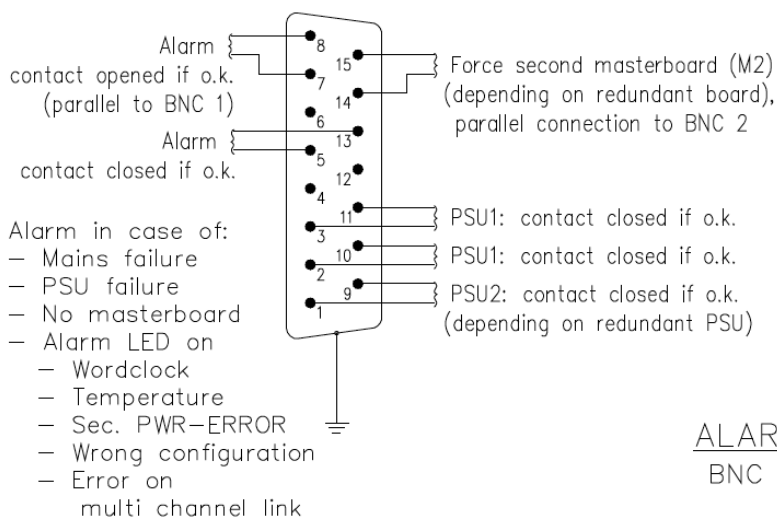 Alarm
contact opened if o.k.
(parallel to BNC 1)
Alarm
contact closed if o.k.
8
7
6
5
4
3
2
1
15
14
13
12
11
10
9
Force second masterboard (M2)
(depending on redundant board),
parallel connection to BNC 2
PSU1: contact closed if o.k.
PSU1: contact closed if o.k.
PSU2: contact closed if o.k.
(depending on redundant PSU)
Alarm in case of:
– Mains failure
– PSU failure
– No masterboard
– Alarm LED on
– Wordclock
– Temperature
– Sec. PWR–ERROR
– Wrong configuration
– Error on
multi channel link
ALAR
BNC